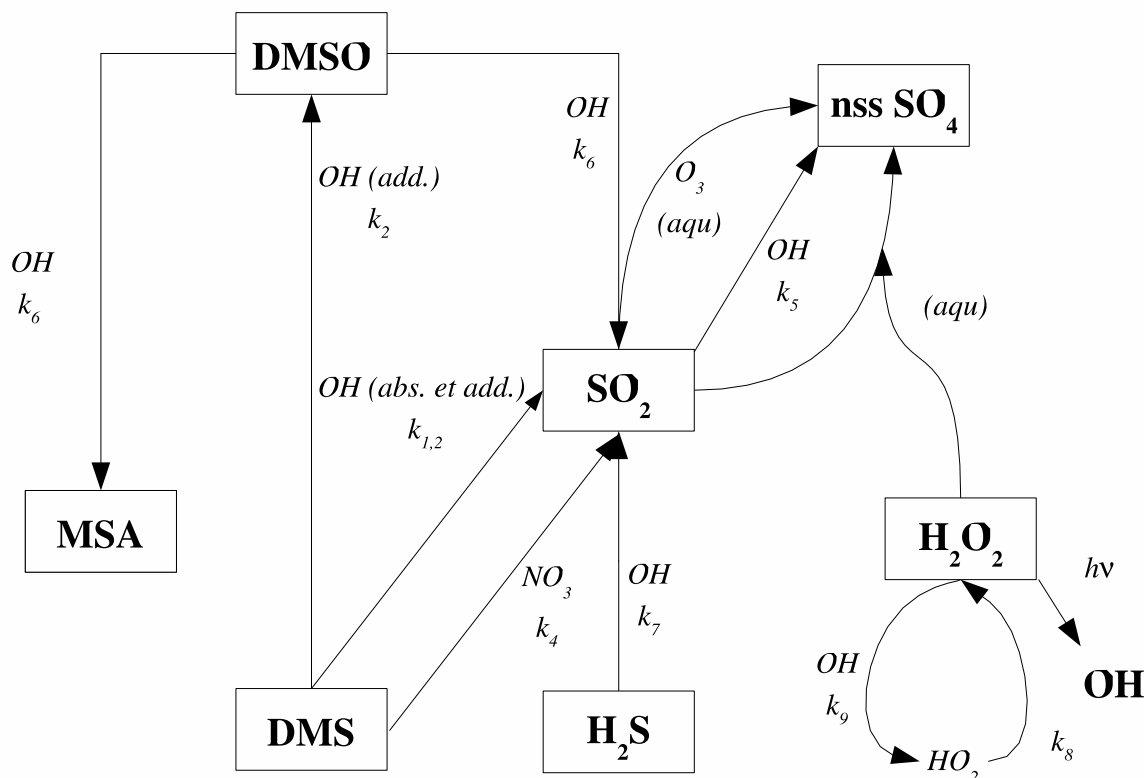 DMSO
nss SO₄
OH
k₆
O₃
(aqu)
OH (add.)
k₂
OH
k₅
OH
k₆
(aqu)
SO₂
OH (abs. et add.)
k₁,₂
MSA
H₂O₂
hν
NO₃
k₄
OH
k₇
OH
k₉
OH
DMS
H₂S
HO₂
k₈